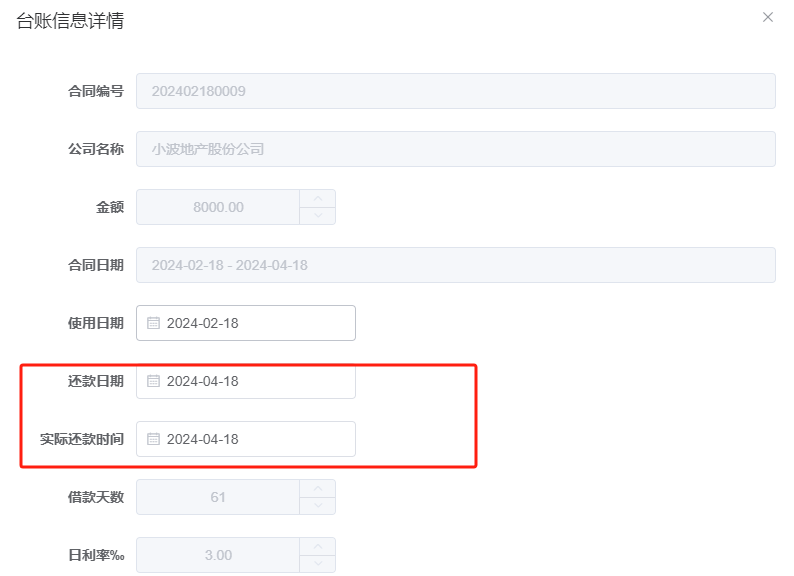 台账信息详情
合同编号 202402180009
公司名称 小波地产股份公司
金额 8000.00
合同日期 2024-02-18 - 2024-04-18
使用日期 2024-02-18
还款日期 2024-04-18
实际还款时间 2024-04-18
借款天数 61
日利率‰ 3.00